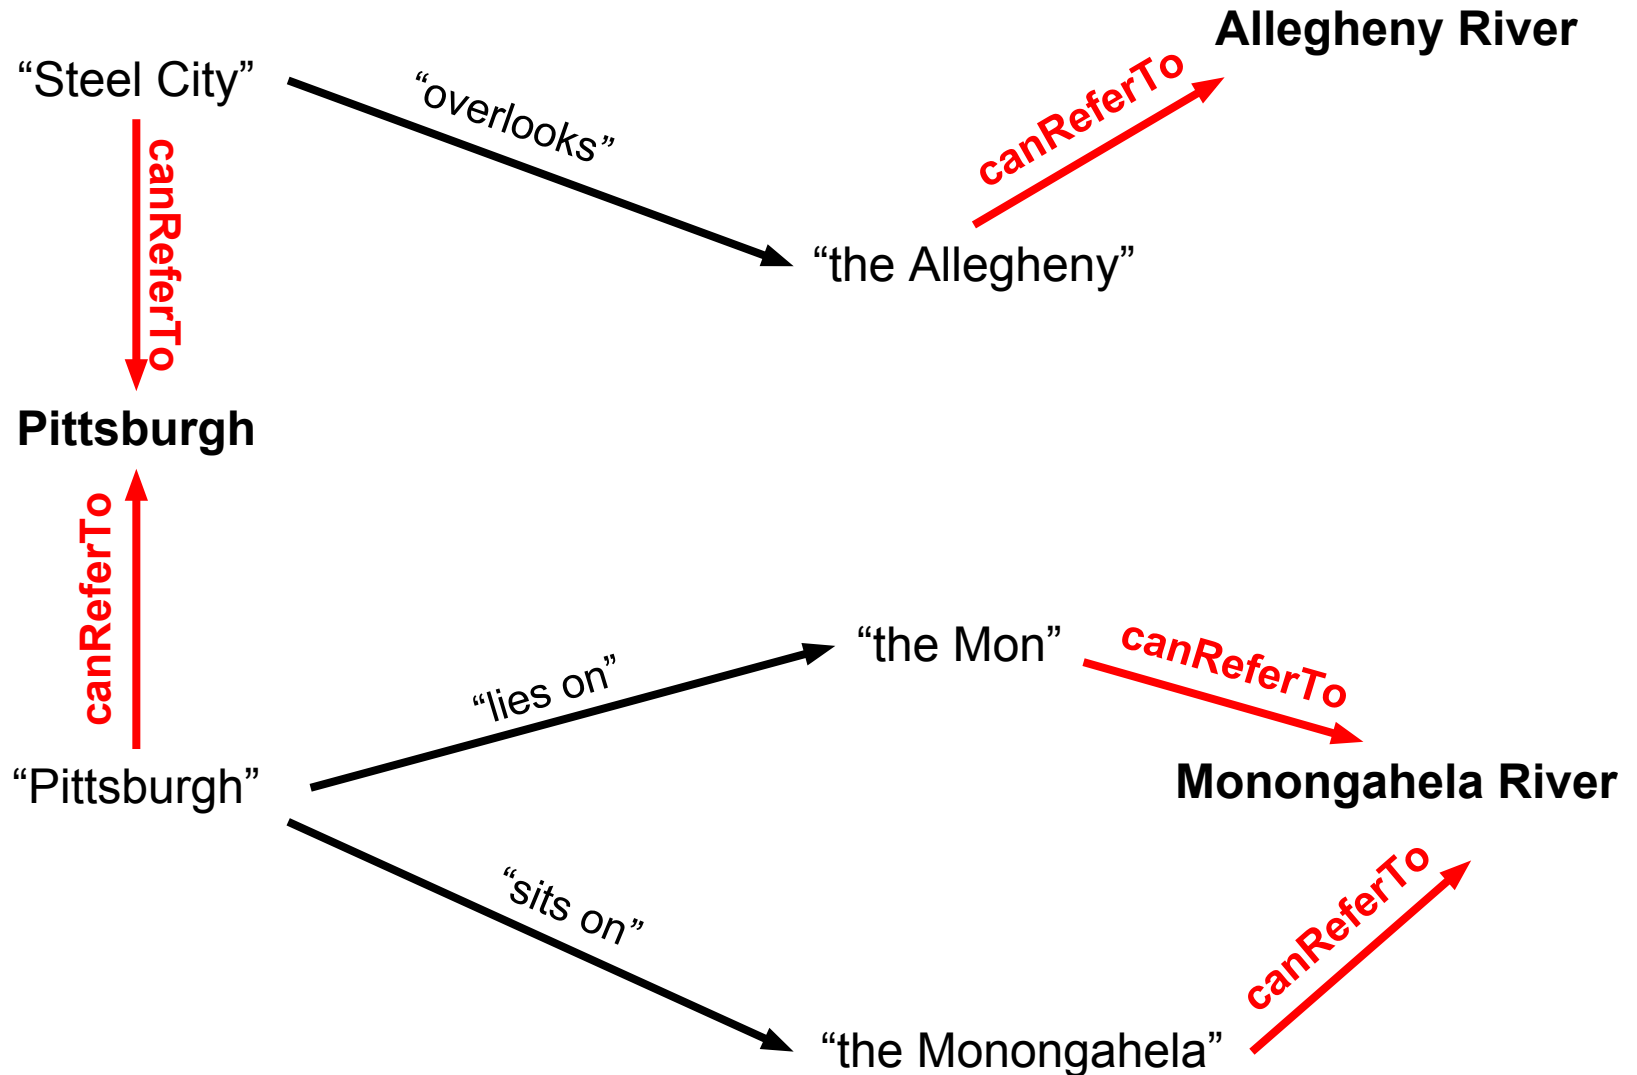 Allegheny River
“Steel City”
“overlooks”
canReferTo
canReferTo
“the Allegheny”
Pittsburgh
canReferTo
“the Mon”
canReferTo
“lies on”
“Pittsburgh”
Monongahela River
“sits on”
canReferTo
“the Monongahela”